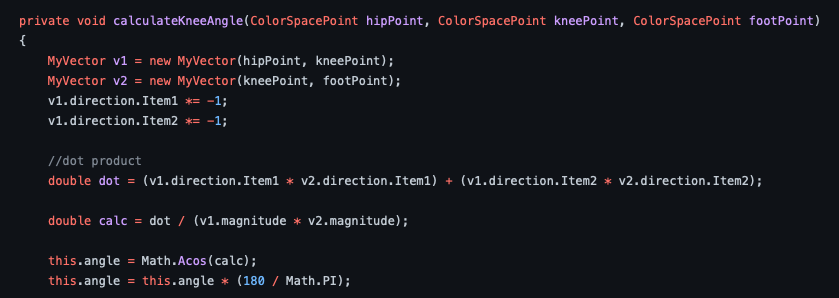 private void calculateKneeAngle(ColorSpacePoint hipPoint, ColorSpacePoint kneePoint, ColorSpacePoint footPoint)
{
MyVector v1 = new MyVector(hipPoint, kneePoint);
MyVector v2 = new MyVector(kneePoint, footPoint);
v1.direction.Item1 *= -1;
v1.direction.Item2 *= -1;
//dot product
double dot = (v1.direction.Item1 * v2.direction.Item1) + (v1.direction.Item2 * v2.direction.Item2);
double calc = dot / (v1.magnitude * v2.magnitude);
this.angle = Math.Acos(calc);
this.angle = this.angle * (180 / Math.PI);